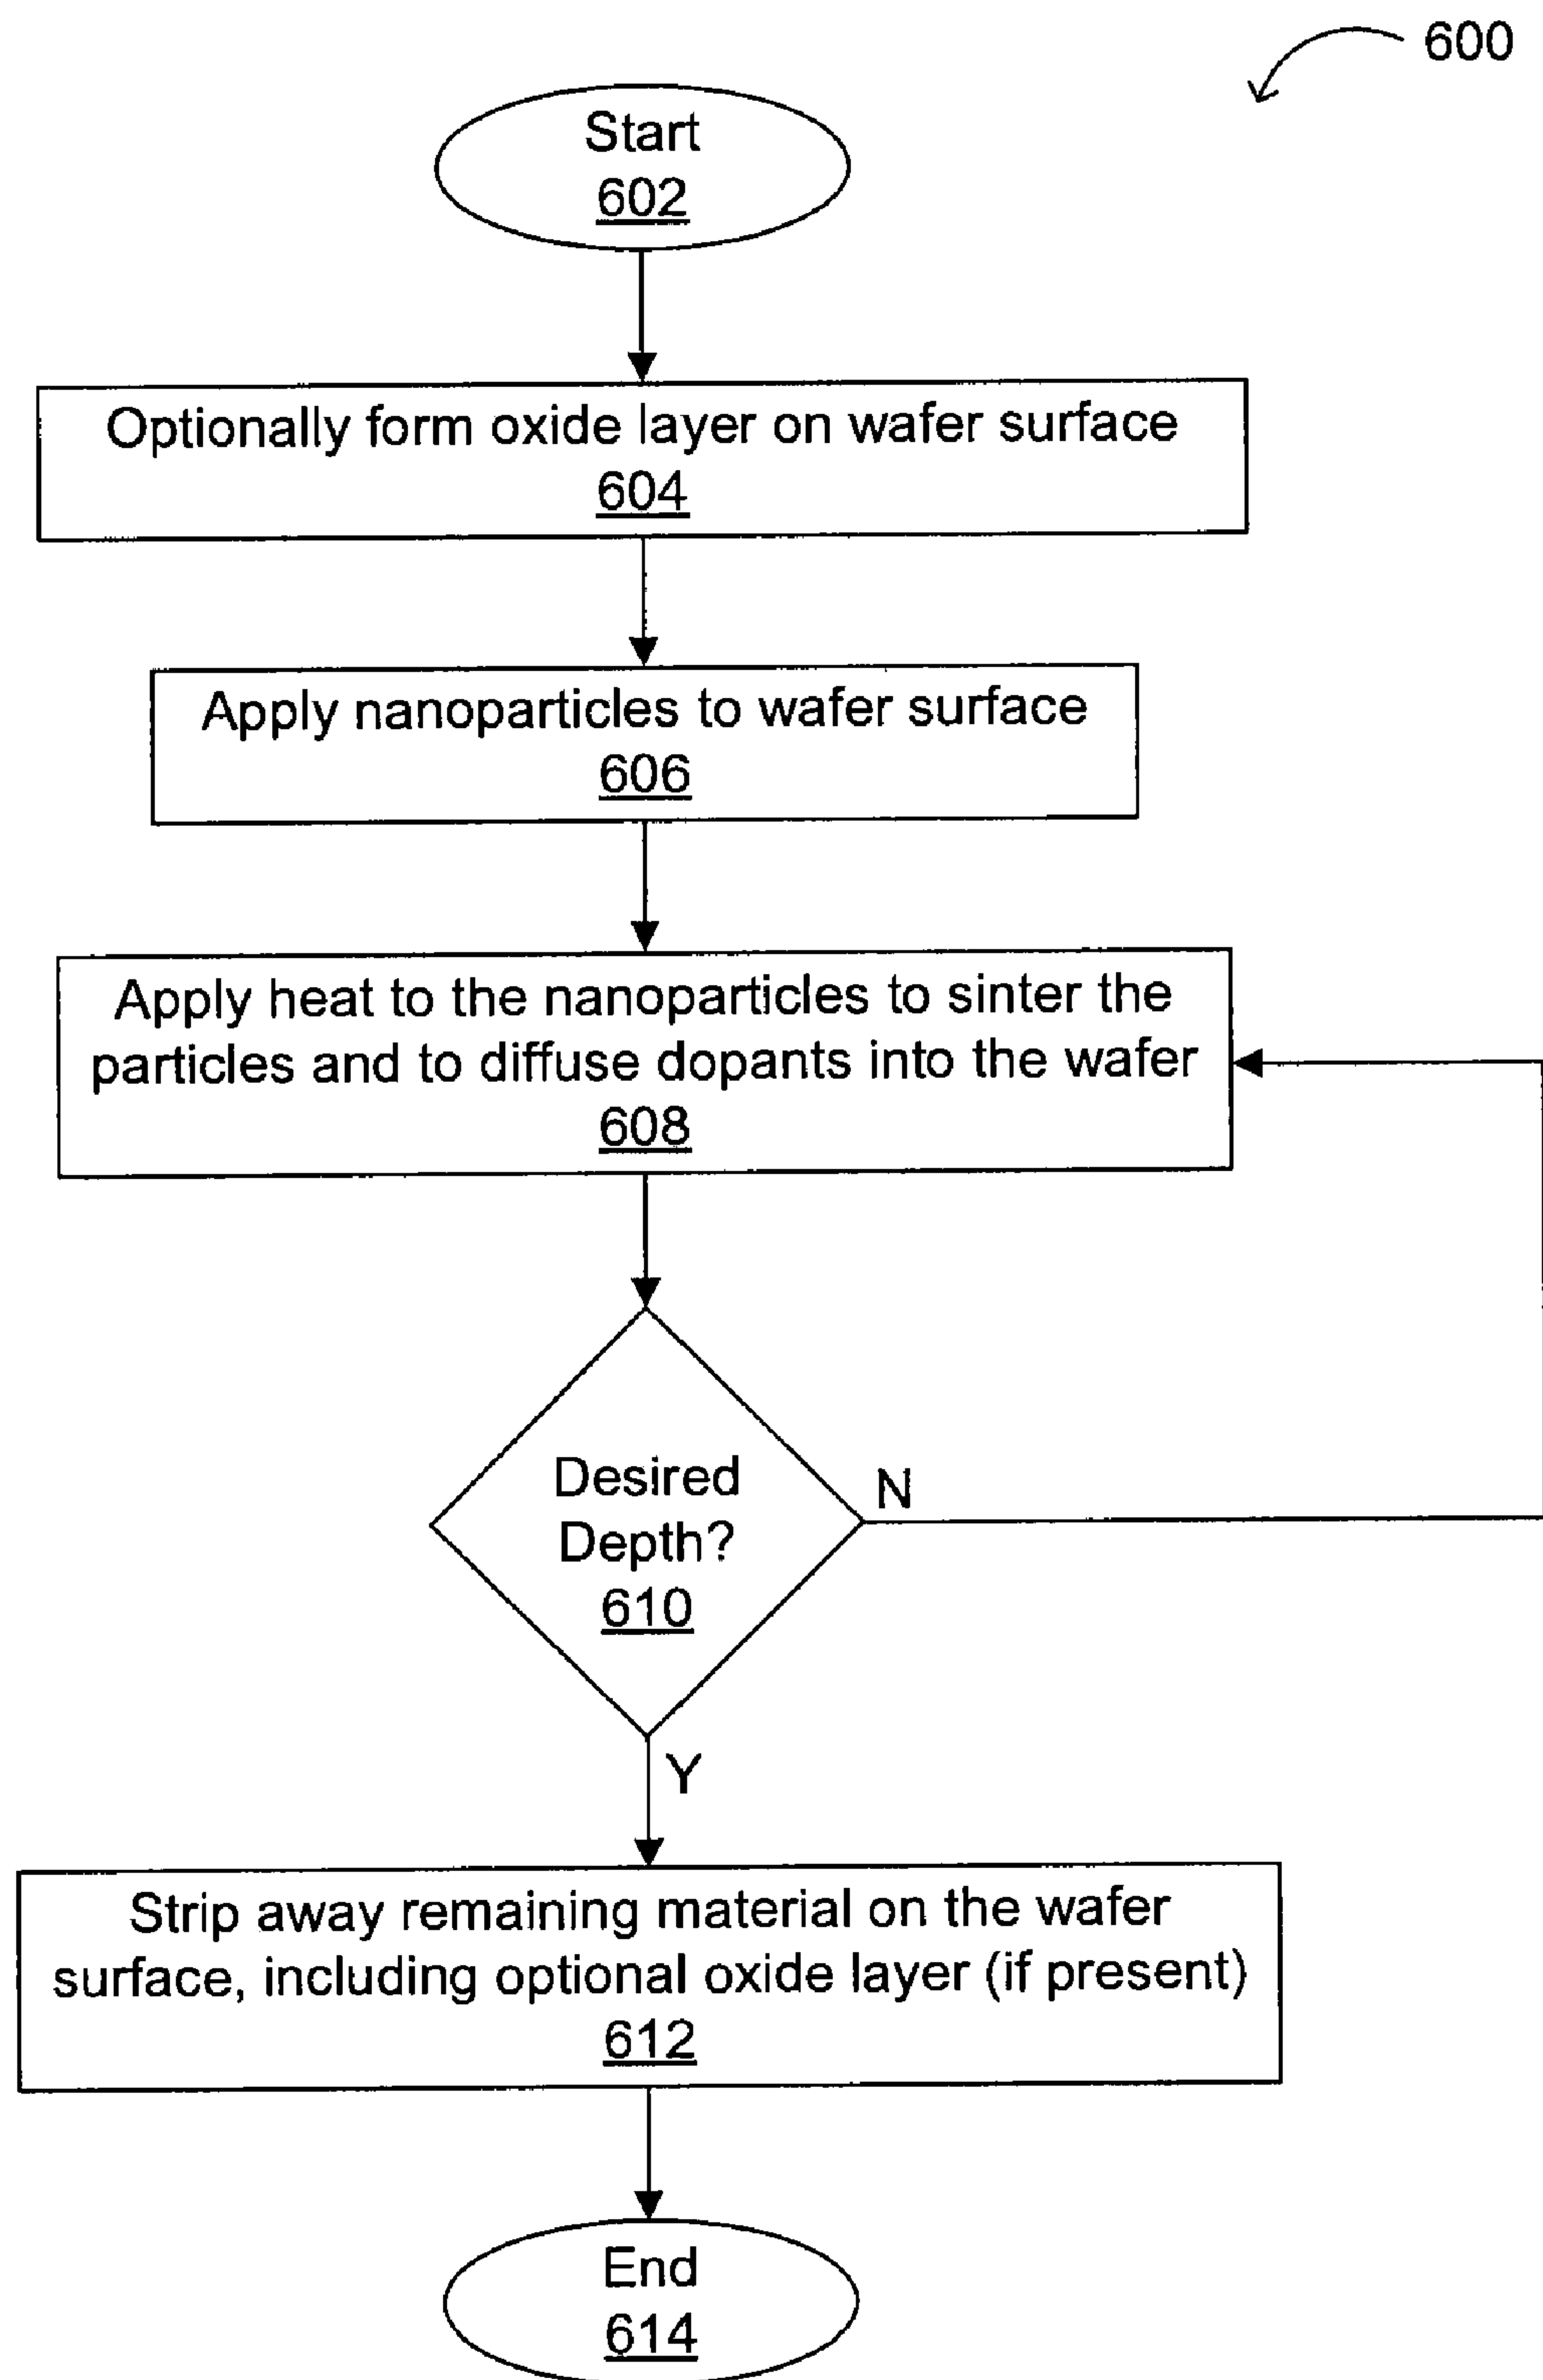 600
Start
602
Optionally form oxide layer on wafer surface
604
Apply nanoparticles to wafer surface
606
Apply heat to the nanoparticles to sinter the
particles and to diffuse dopants into the wafer
608
Desired
Depth?
610
N
Y
Strip away remaining material on the wafer
surface, including optional oxide layer (if present)
612
End
614